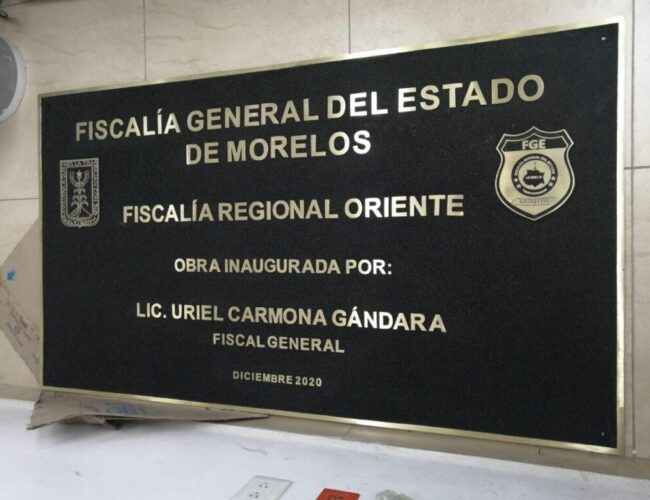 FISCALÍA GENERAL DEL ESTADO
DE MORELOS
FGE
MORELOS
FISCALÍA REGIONAL ORIENTE
OBRA INAUGURADA POR:
LIC. URIEL CARMONA GÁNDARA
FISCAL GENERAL
DICIEMBRE 2020